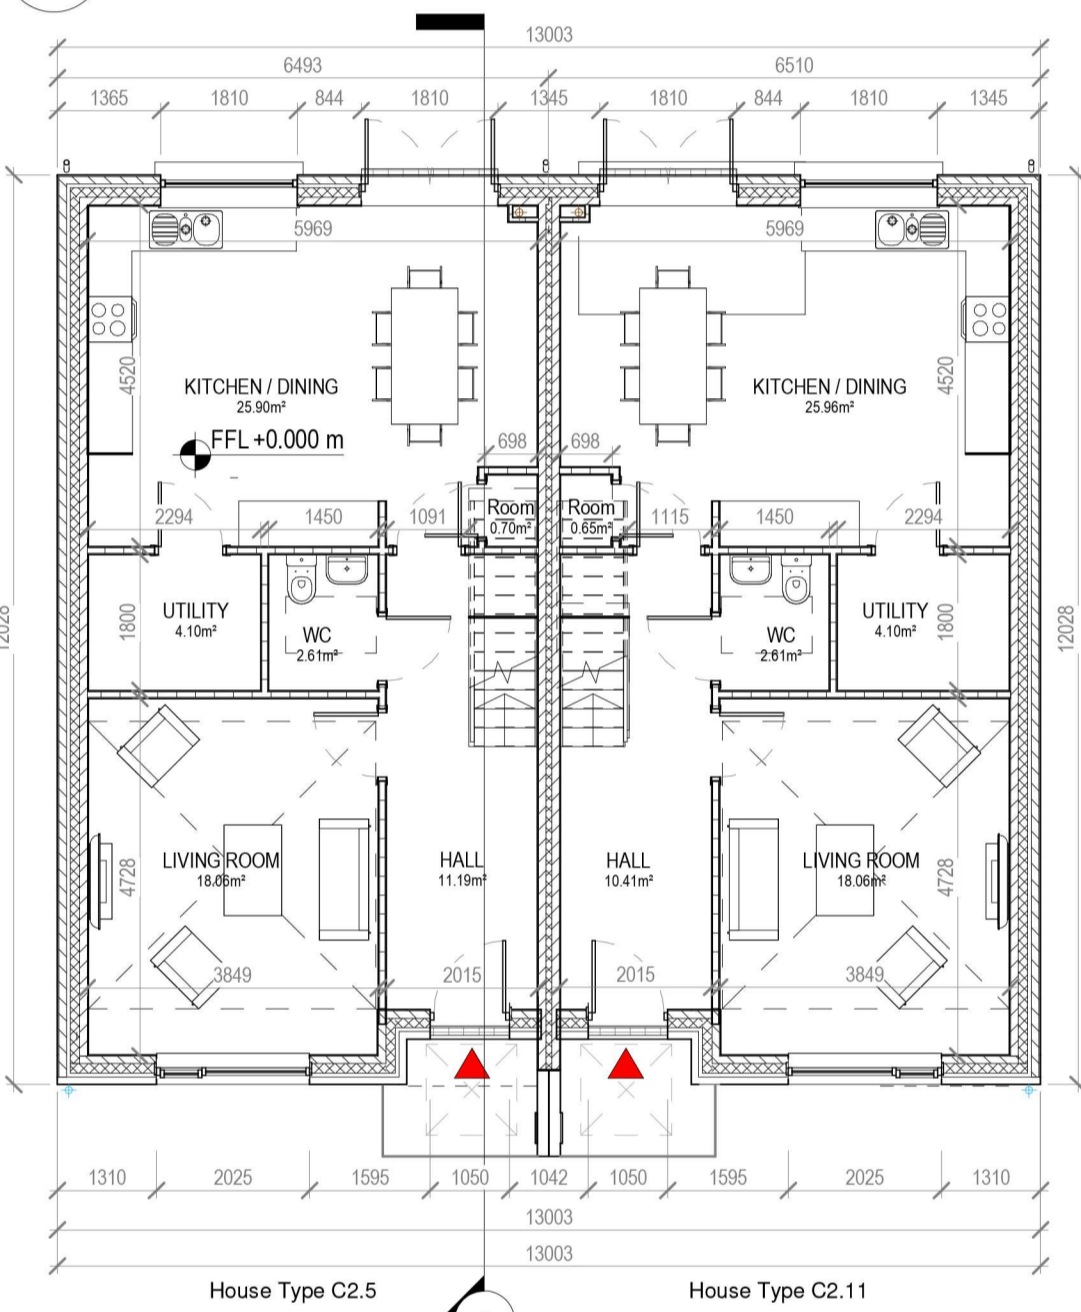 13003
6493 6510
1365 1810 844 1810 1345 1810 844 1810 1345
5969 5969
4520 4520
KITCHEN / DINING KITCHEN / DINING
25.90m² 25.96m²
FFL +0.000 m
698 698
Room Room
0.70m² 0.65m²
2294 1450 1091 1115 1450 2294
12028 12028
1800 1800
UTILITY UTILITY
4.10m² 4.10m²
WC WC
2.61m² 2.61m²
LIVING ROOM HALL HALL LIVING ROOM
18.06m² 11.19m² 10.41m² 18.06m²
4728 4728
3849 2015 2015 3849
1310 2025 1595 1050 1042 1050 1595 2025 1310
13003
13003
House Type C2.5 House Type C2.11